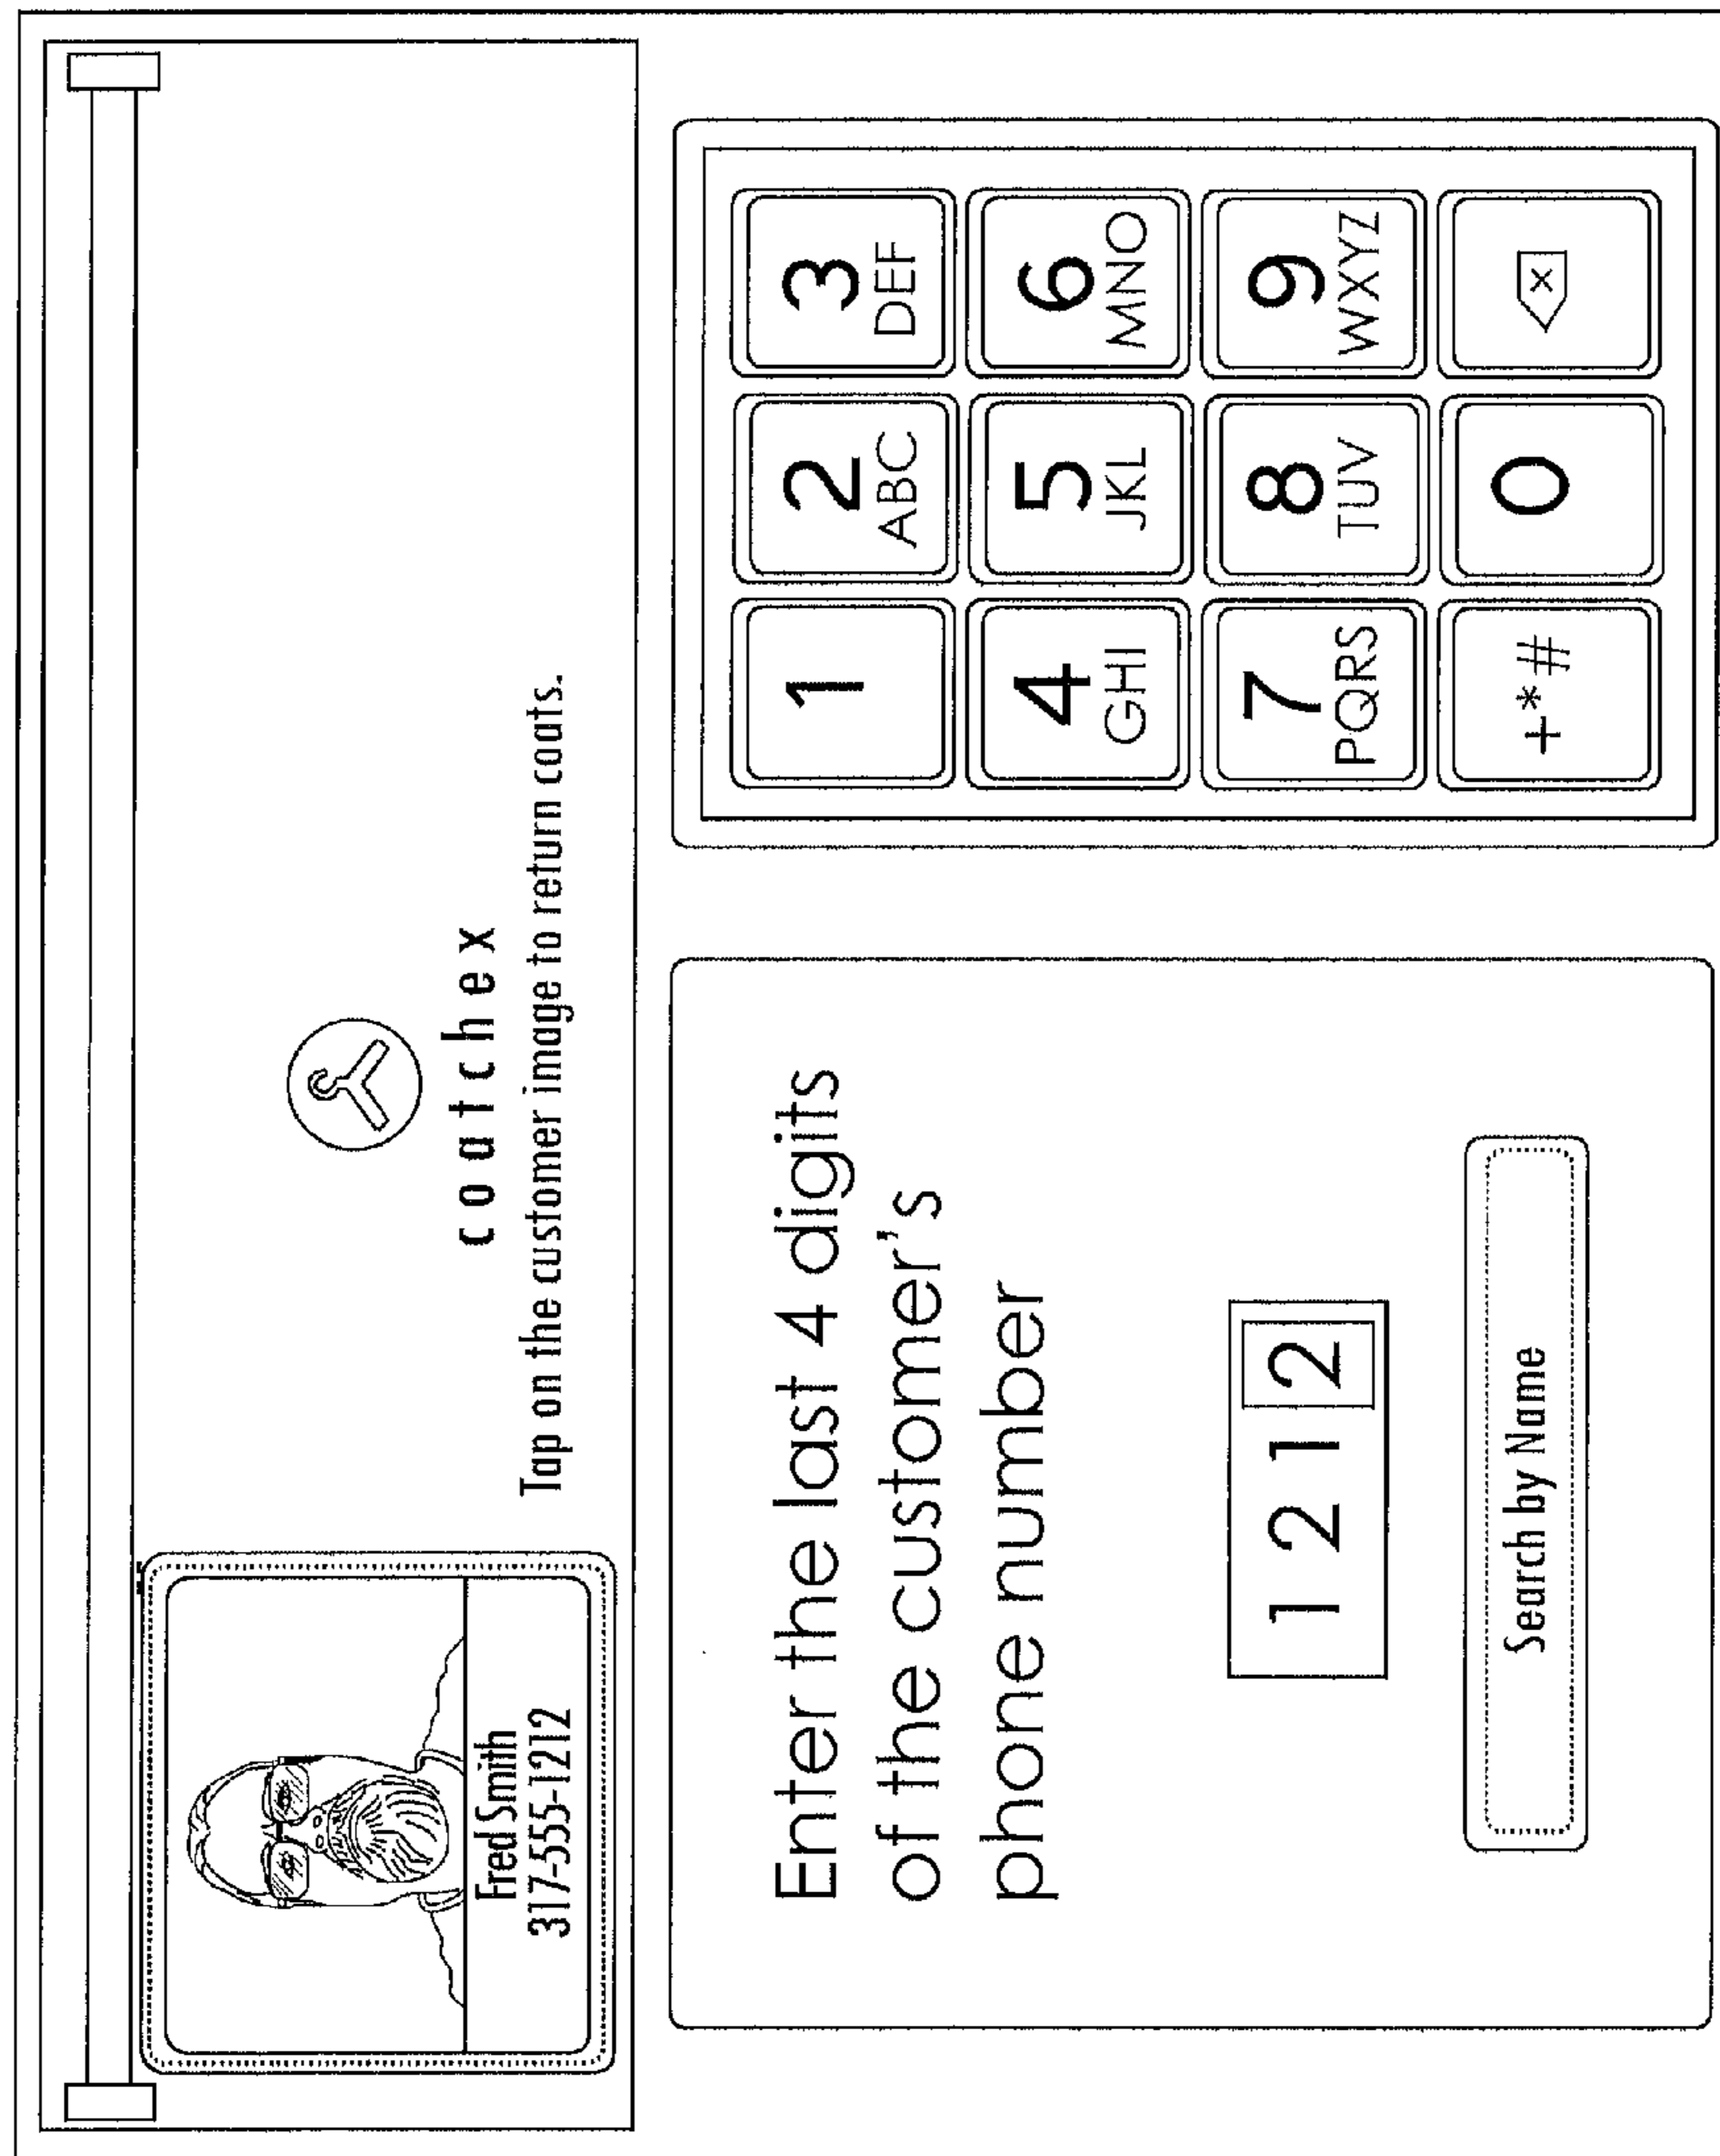 coatchex
Tap on the customer image to return coats.
Fred Smith
317-555-1212
Enter the last 4 digits
of the customer's
phone number
1 2 1 2
Search by Name
1
2
ABC
3
DEF
4
GHI
5
JKL
6
MNO
7
PQRS
8
TUV
9
WXYZ
+*#
0
x